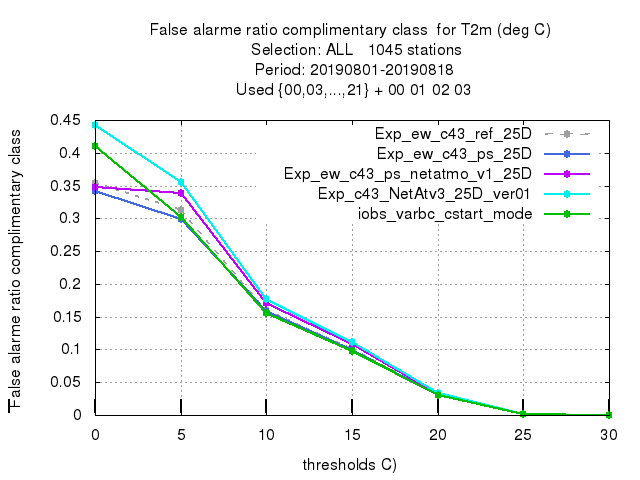 False alarme ratio complimentary class  for T2m (deg C)
Selection: ALL   1045 stations
Period: 20190801-20190818
Used {00,03,...,21} + 00 01 02 03
False alarme ratio complimentary class
0.45
0.4
0.35
0.3
0.25
0.2
0.15
0.1
0.05
0
Exp_ew_c43_ref_25D
Exp_ew_c43_ps_25D
Exp_ew_c43_ps_netatmo_v1_25D
Exp_c43_NetAtv3_25D_ver01
iobs_varbc_cstart_mode
0 5 10 15 20 25 30
thresholds C)